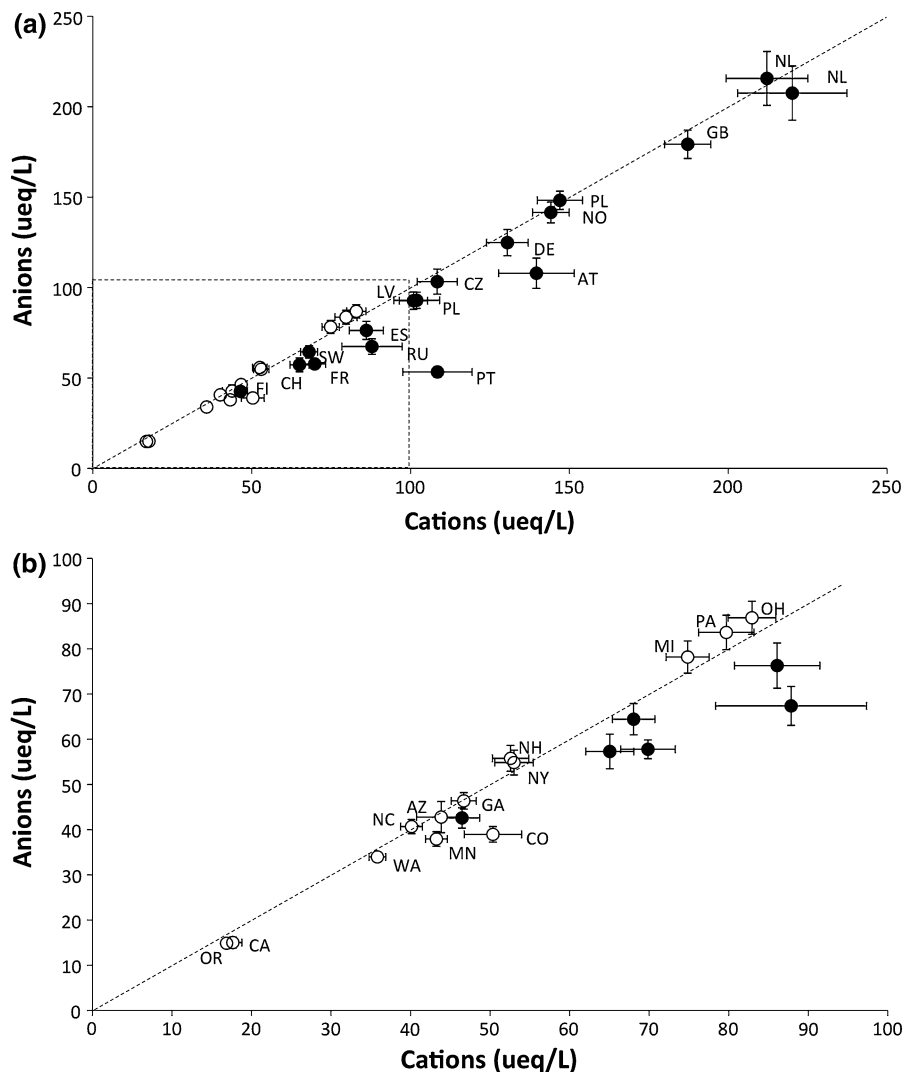 (a)
250
200
150
100
50
0
Anions (ueq/L)
NL
NL
GB
PL
NO
DE
AT
CZ
LV
PL
ES
RU
SW
FR
PT
CH
FI
0 50 100 150 200 250
Cations (ueq/L)
(b)
100
90
80
70
60
50
40
30
20
10
0
Anions (ueq/L)
OH
PA
MI
NH
NY
AZ
GA
NC
CO
MN
WA
CA
OR
0 10 20 30 40 50 60 70 80 90 100
Cations (ueq/L)